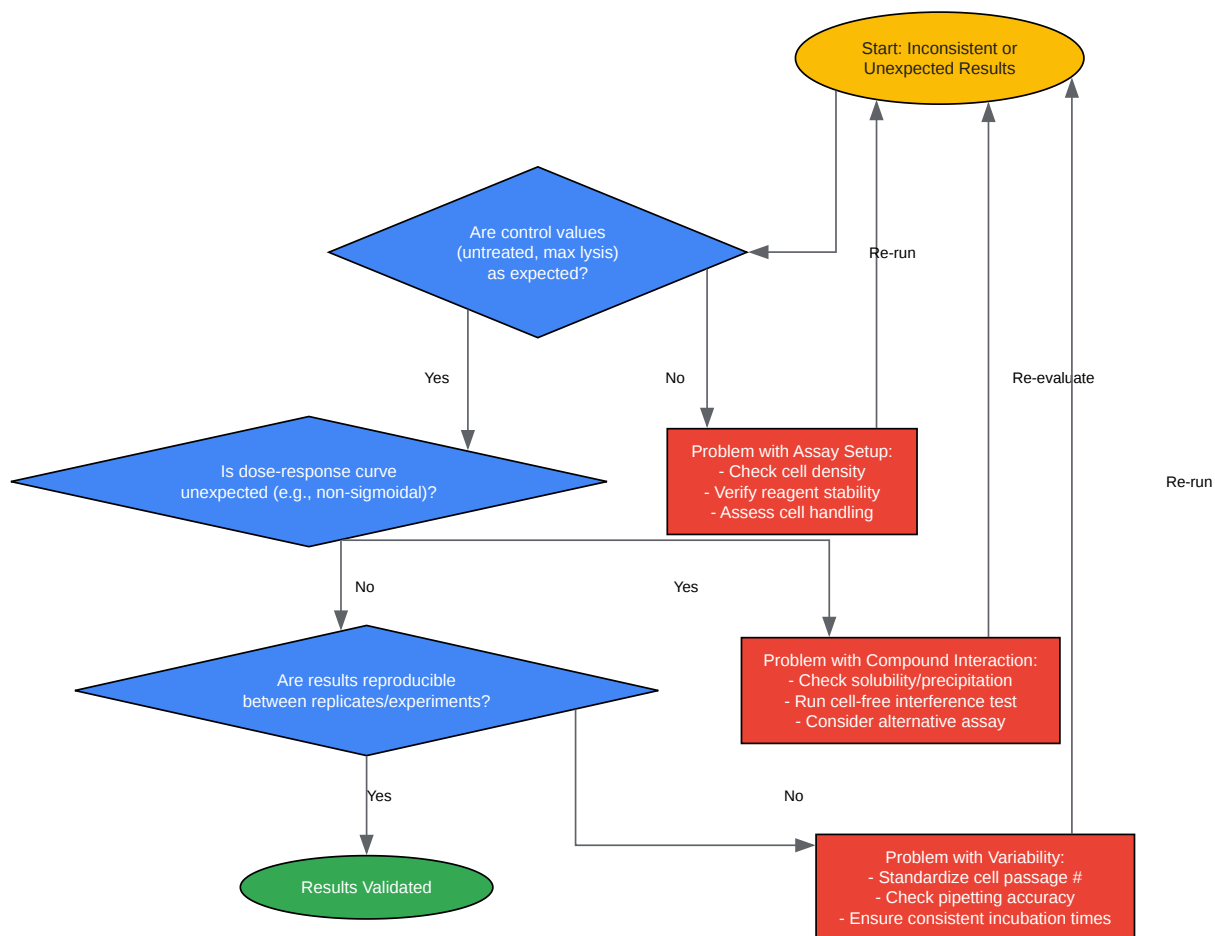 Start: Inconsistent or
Unexpected Results
Are control values
(untreated, max lysis)
as expected?
Re-run
Yes
No
Re-evaluate
Problem with Assay Setup:
- Check cell density
- Verify reagent stability
- Assess cell handling
Is dose-response curve
unexpected (e.g., non-sigmoidal)?
Re-run
No
Yes
Problem with Compound Interaction:
- Check solubility/precipitation
- Run cell-free interference test
- Consider alternative assay
Are results reproducible
between replicates/experiments?
Yes
No
Results Validated
Problem with Variability:
- Standardize cell passage #
- Check pipetting accuracy
- Ensure consistent incubation times